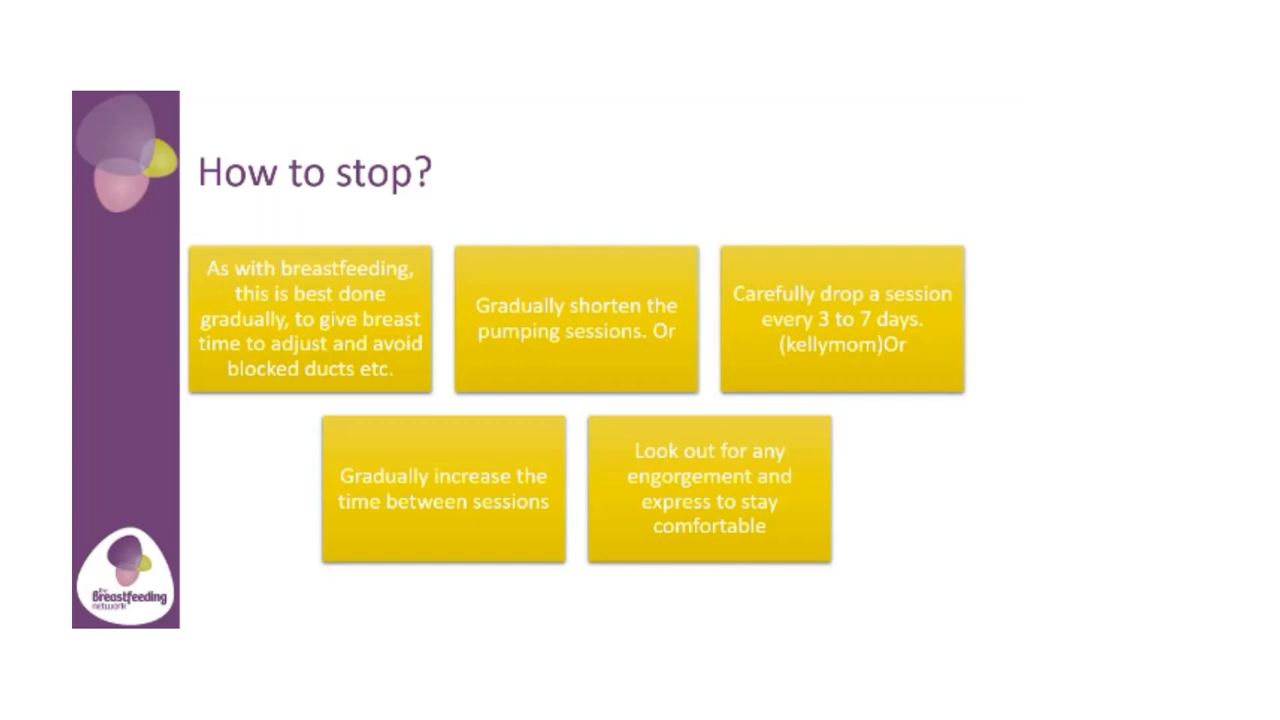 How to stop?
As with breastfeeding,
this is best done
gradually, to give breast
time to adjust and avoid
blocked ducts etc.
Gradually shorten the
pumping sessions. Or
Carefully drop a session
every 3 to 7 days.
(kellymom)Or
Gradually increase the
time between sessions
Look out for any
engorgement and
express to stay
comfortable
the
Breastfeeding
network